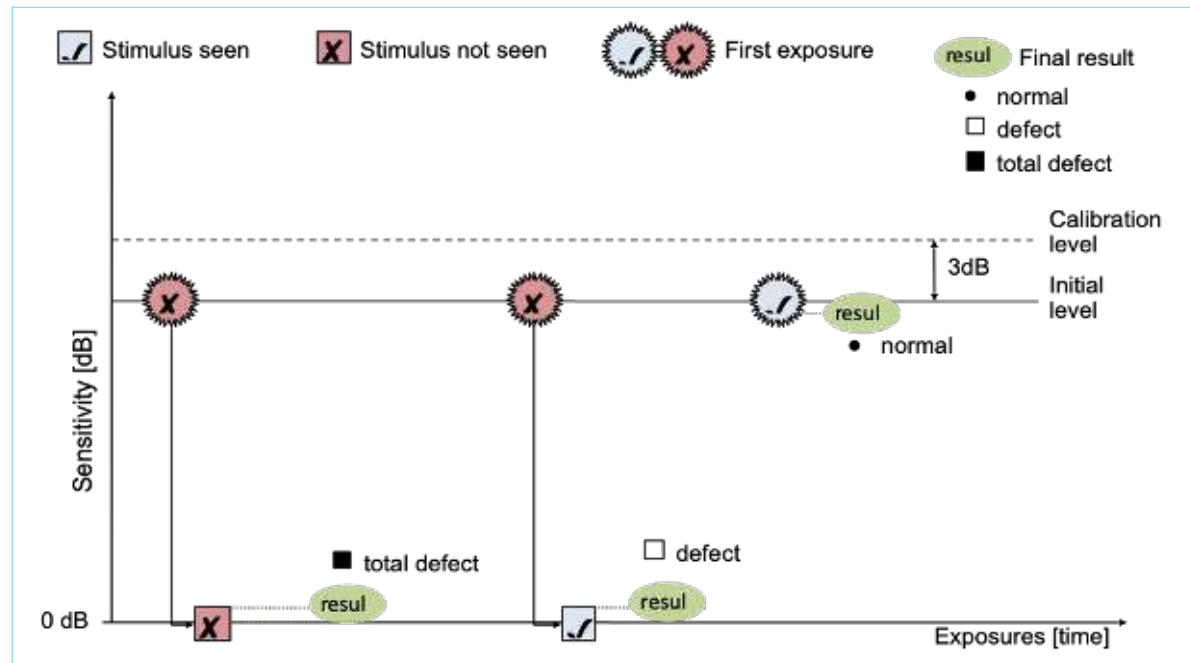 Stimulus seen
Stimulus not seen
First exposure
resul Final result
normal
defect
total defect
Calibration
level
3dB
Initial
level
resul
normal
Sensitivity [dB]
total defect
defect
resul
resul
0 dB
Exposures [time]